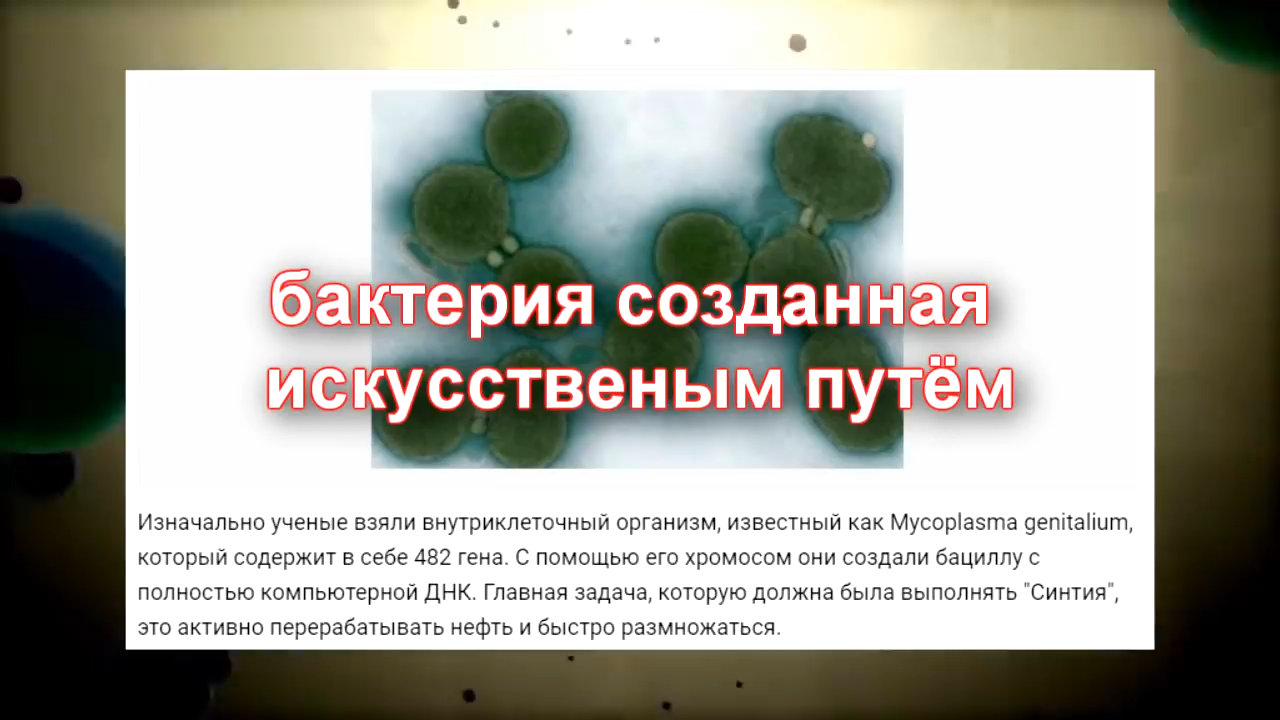 бактерия созданная
искусственым путём
Изначально ученые взяли внутриклеточный организм, известный как Mycoplasma genitalium,
который содержит в себе 482 гена. С помощью его хромосом они создали бациллу с
полностью компьютерной ДНК. Главная задача, которую должна была выполнять "Синтия",
это активно перерабатывать нефть и быстро размножаться.